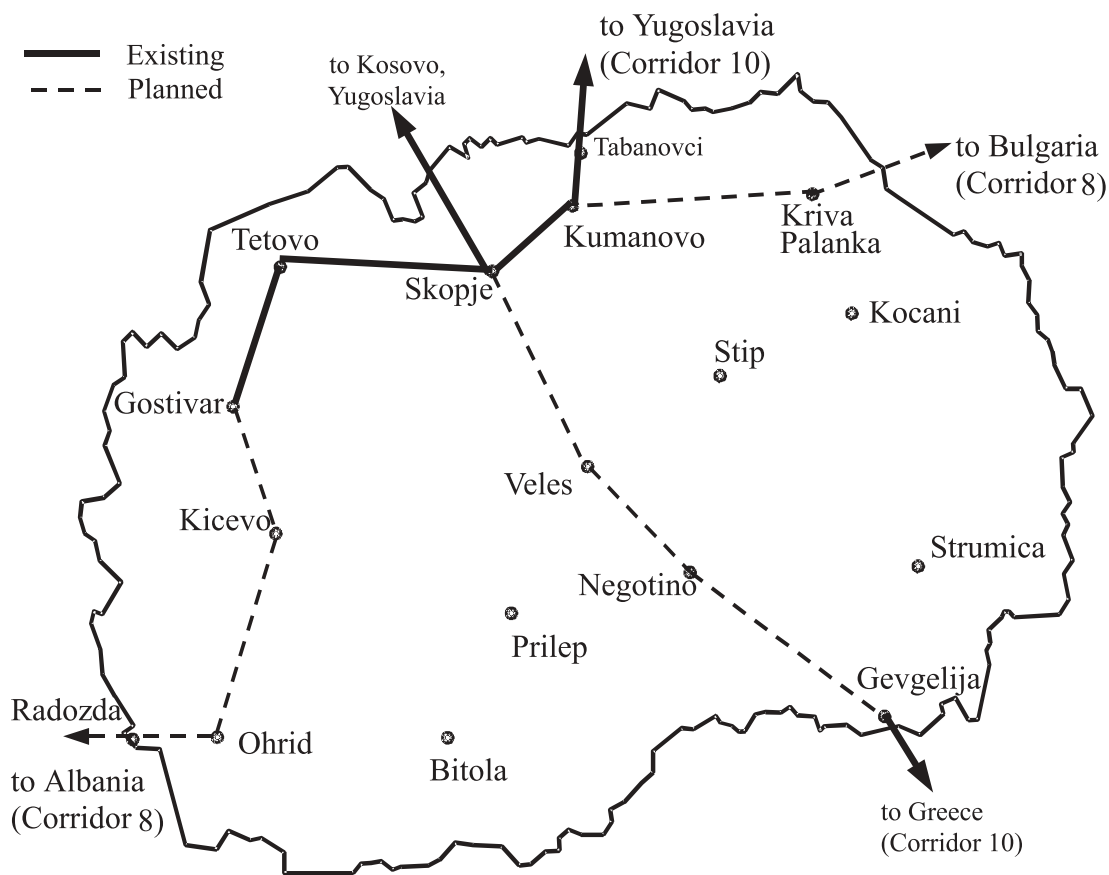 Existing
Planned
to Kosovo,
Yugoslavia
to Yugoslavia
(Corridor 10)
Tabanovci
to Bulgaria
(Corridor 8)
Kriva
Palanka
Kumanovo
Tetovo
Skopje
Kocani
Stip
Gostivar
Veles
Kicevo
Strumica
Negotino
Prilep
Gevgelija
Radozda
Ohrid
Bitola
to Albania
(Corridor 8)
to Greece
(Corridor 10)